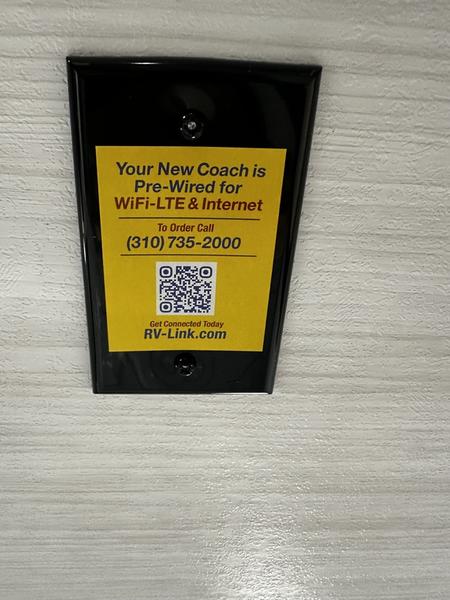 Your New Coach is
Pre-Wired for
WiFi-LTE & Internet
To Order Call
(310) 735-2000
Get Connected Today
RV-Link.com